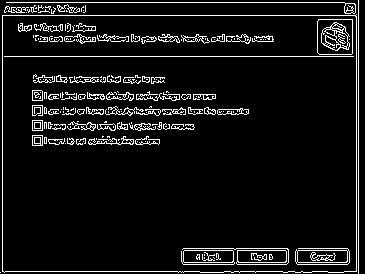 Accessibility Wizard
Set Wizard Options
You can configure Windows for your vision, hearing, and mobility needs.
Select the statements that apply to you:
I am blind or have difficulty seeing things on screen
I am deaf or have difficulty hearing sounds from the computer
I have difficulty using the keyboard or mouse
I want to set administrative options
< Back
Next >
Cancel